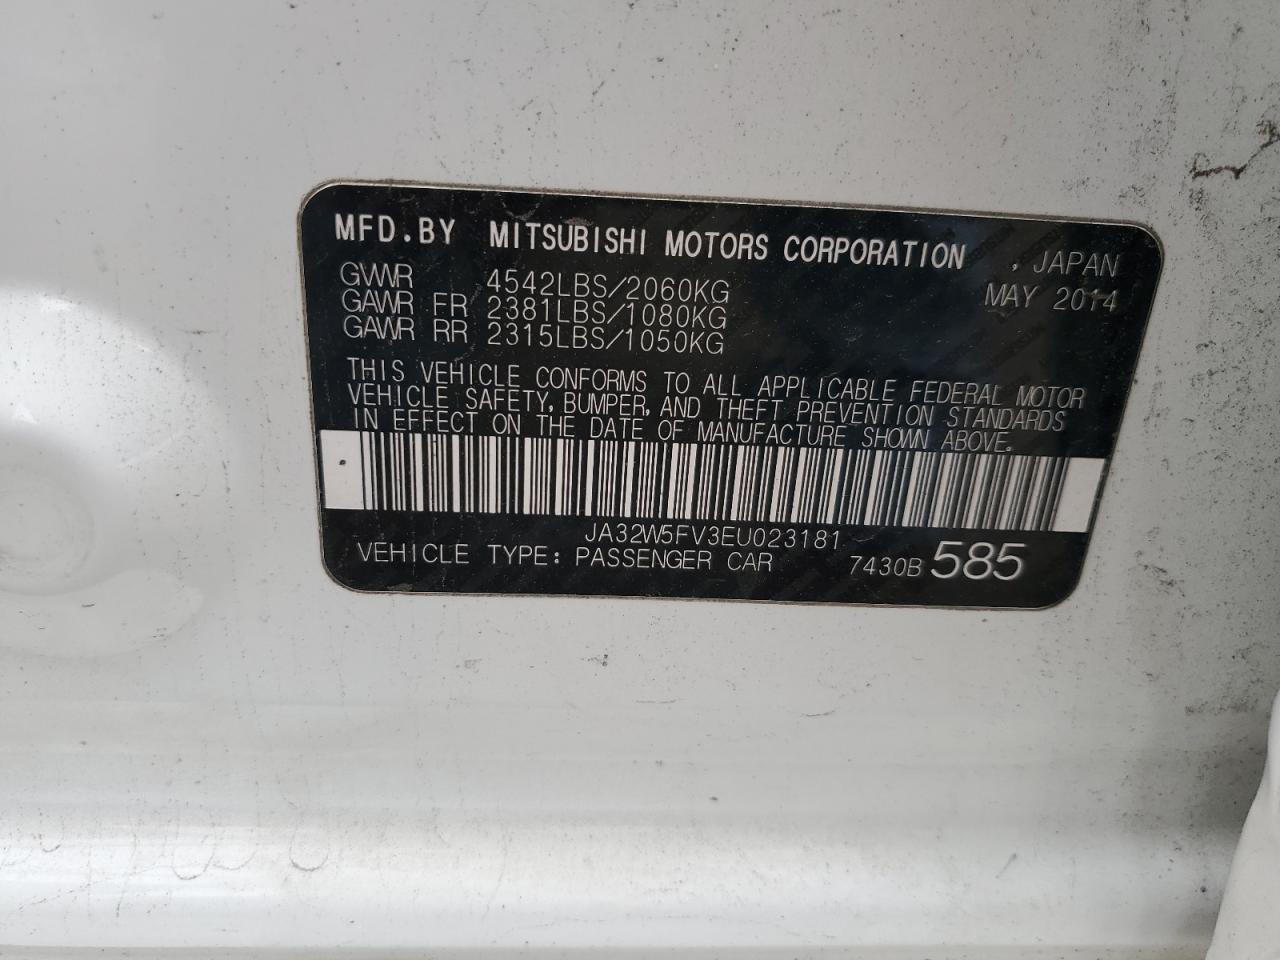 MFD.BY MITSUBISHI MOTORS CORPORATION , JAPAN
GVWR 4542LBS/2060KG MAY 2014
GAWR FR 2381LBS/1080KG
GAWR RR 2315LBS/1050KG
THIS VEHICLE CONFORMS TO ALL APPLICABLE FEDERAL MOTOR
VEHICLE SAFETY, BUMPER, AND THEFT PREVENTION STANDARDS
IN EFFECT ON THE DATE OF MANUFACTURE SHOWN ABOVE.
JA32W5FV3EU023181
VEHICLE TYPE: PASSENGER CAR 7430B 585